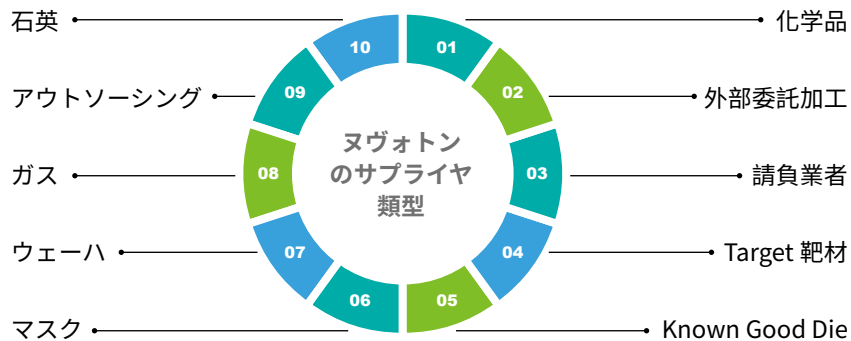 石英
化学品
10
01
アウトソーシング
09
02
外部委託加工
ヌヴォトン
のサプライヤ
類型
ガス
08
03
請負業者
ウェーハ
07
04
Target 靶材
06
05
マスク
Known Good Die